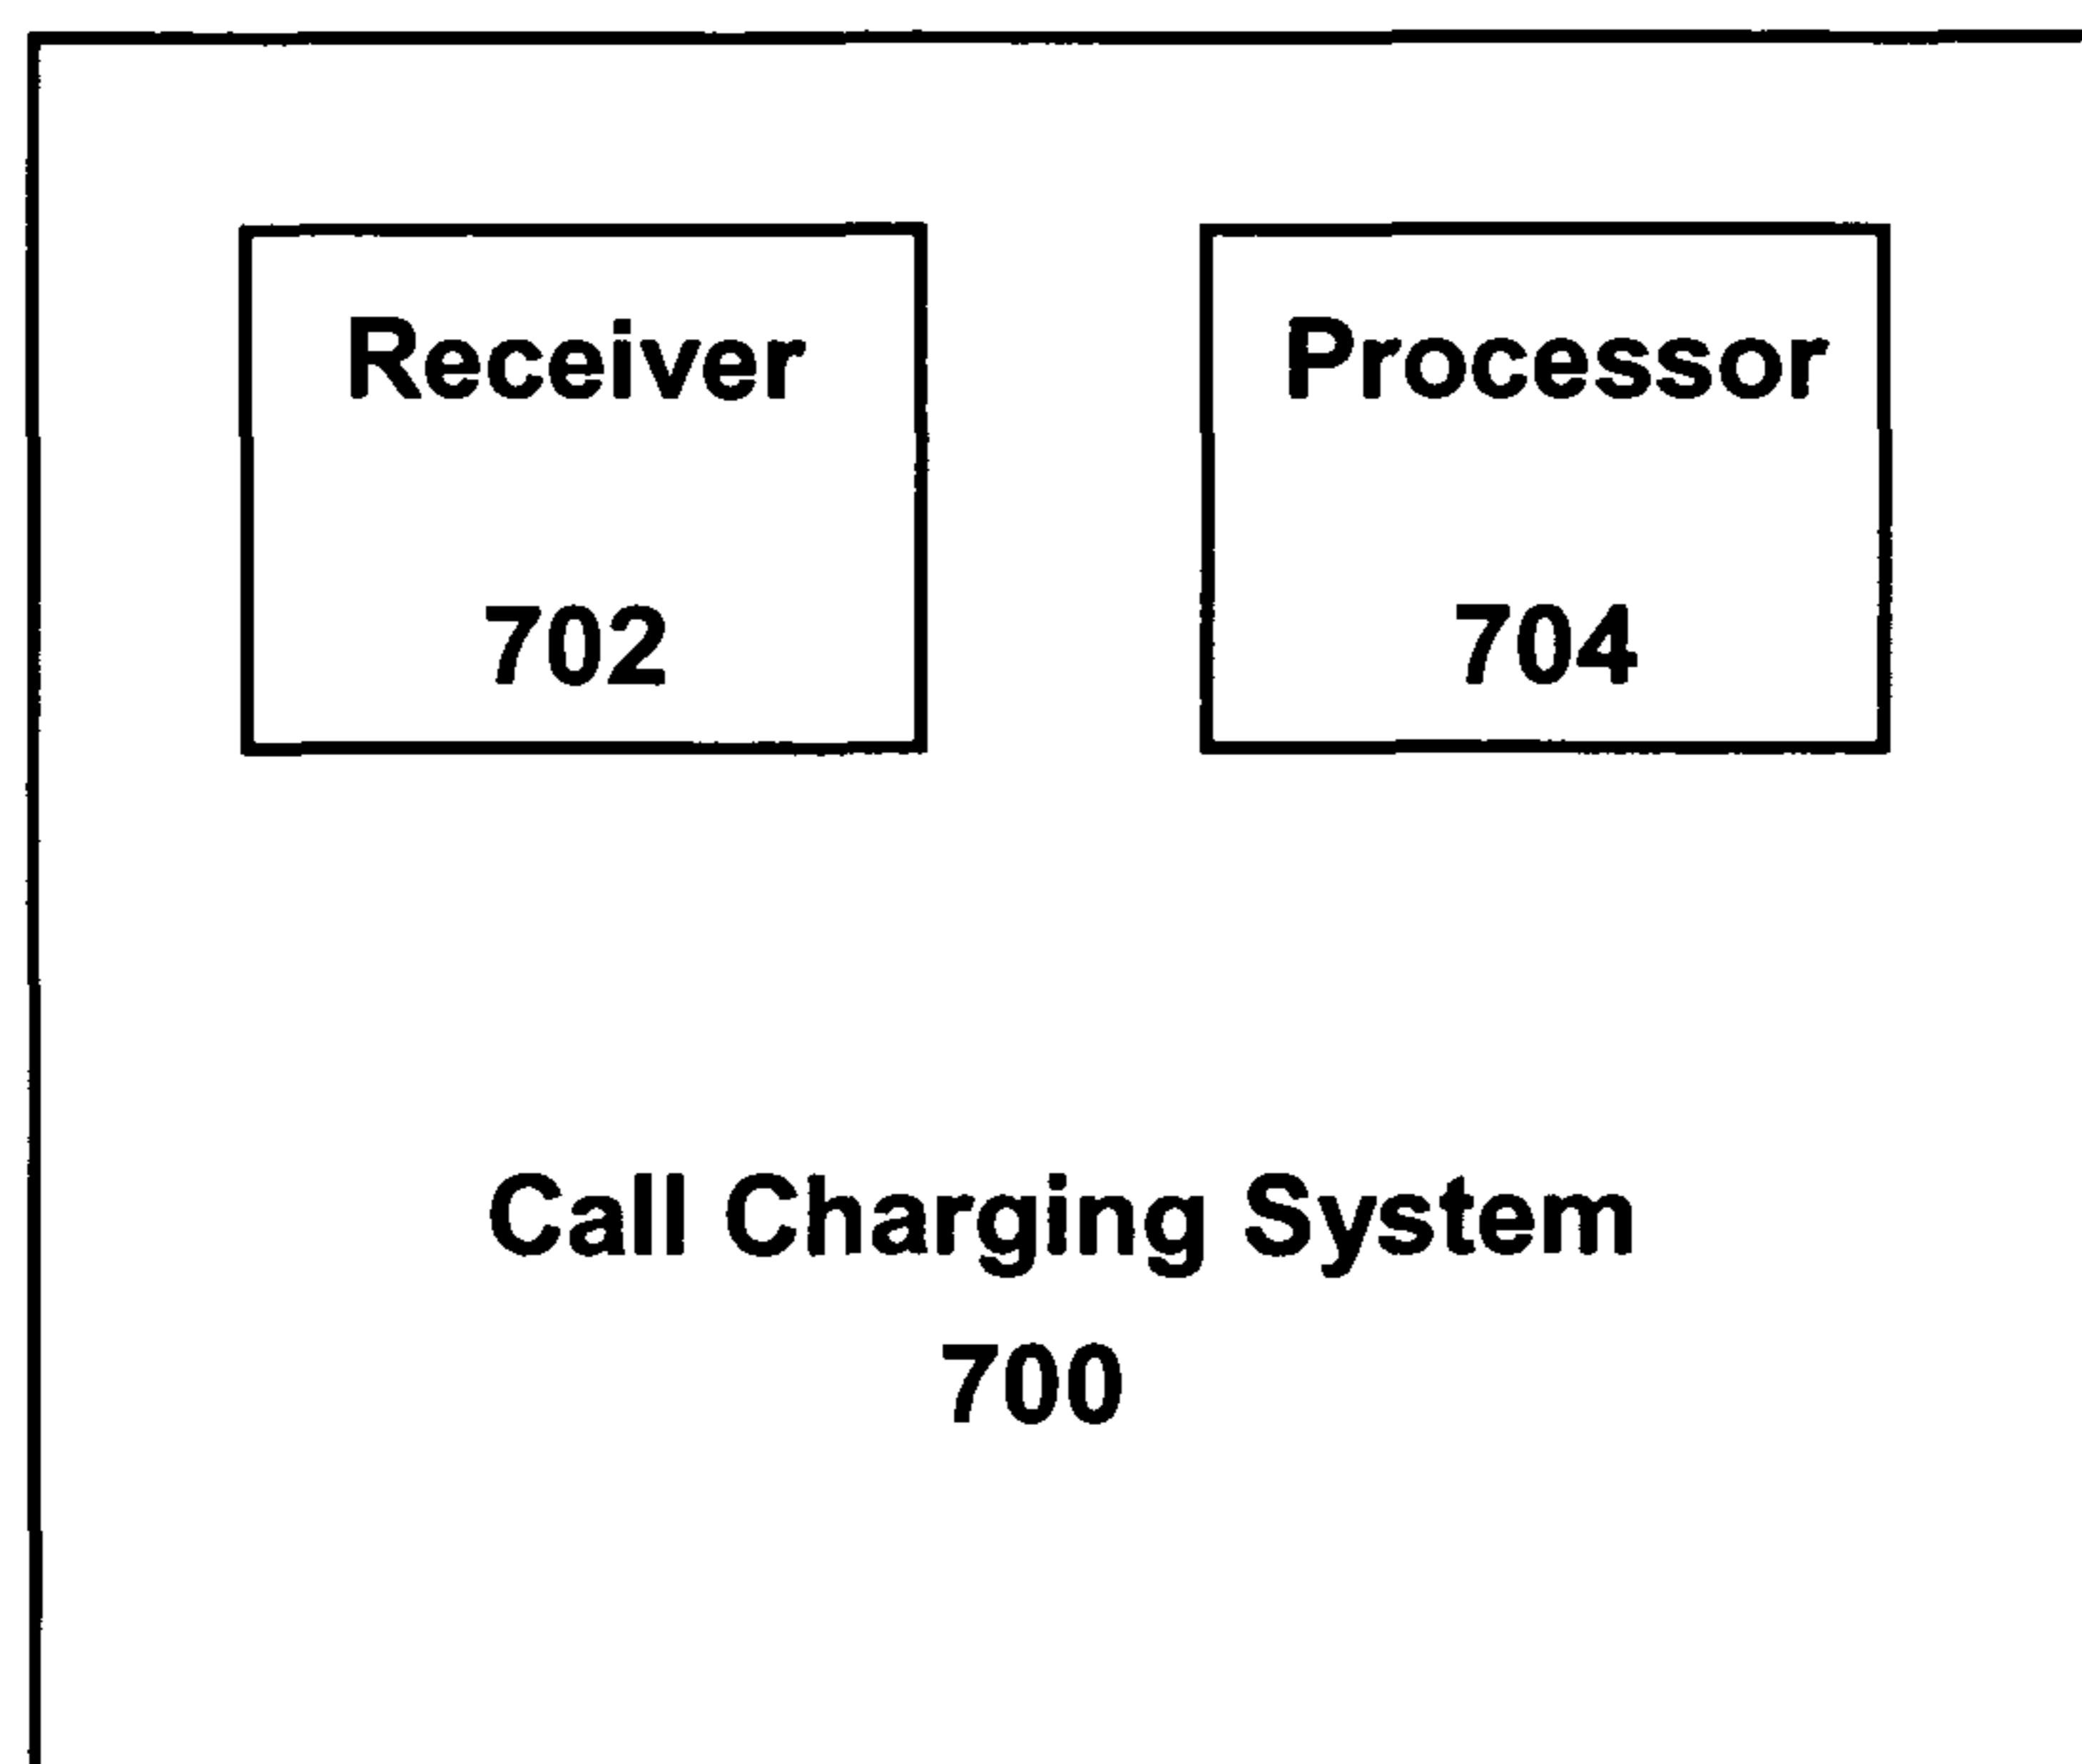 Receiver
702
Processor
704
Call Charging System
700